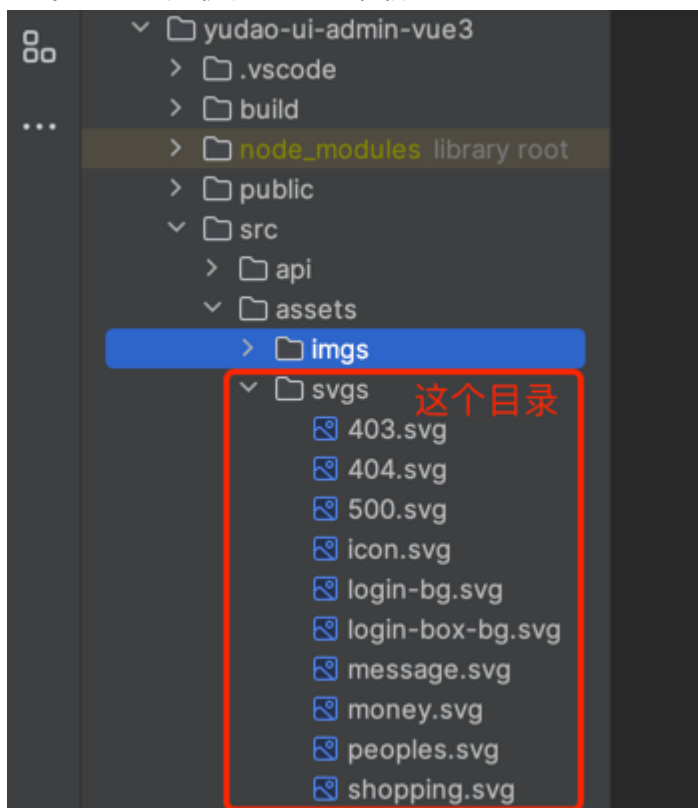 yudao-ui-admin-vue3
.vscode
build
node_modules library root
public
src
api
assets
imgs
svgs 这个目录
403.svg
404.svg
500.svg
icon.svg
login-bg.svg
login-box-bg.svg
message.svg
money.svg
peoples.svg
shopping.svg